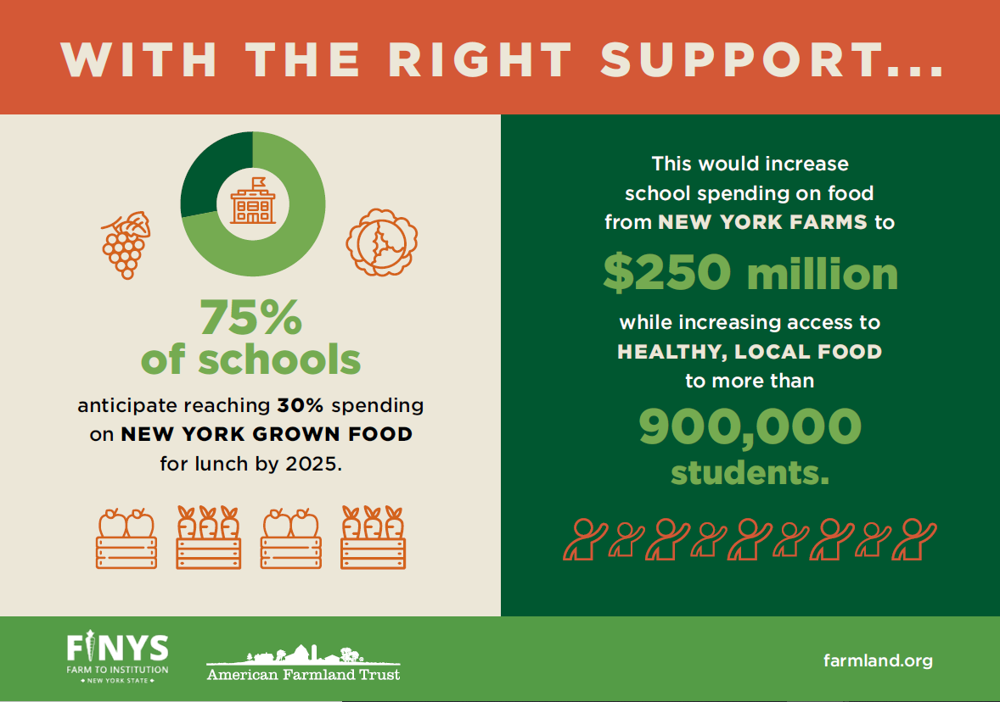 WITH THE RIGHT SUPPORT...
75%
of schools
anticipate reaching 30% spending
on NEW YORK GROWN FOOD
for lunch by 2025.
This would increase
school spending on food
from NEW YORK FARMS to
$250 million
while increasing access to
HEALTHY, LOCAL FOOD
to more than
900,000
students.
FINYS
FARM TO INSTITUTION
NEW YORK STATE
American Farmland Trust
farmland.org